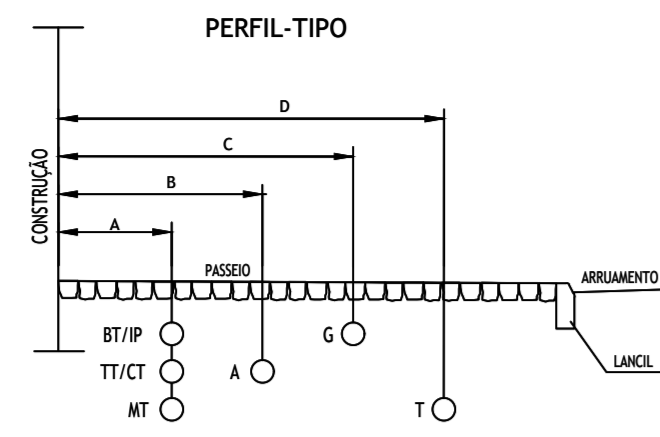 PERFIL-TIPO
D
C
B
A
CONSTRUÇÃO
PASSEIO
ARRUAMENTO
BT/IP
G
LANCIL
TT/CT
A
MT
T